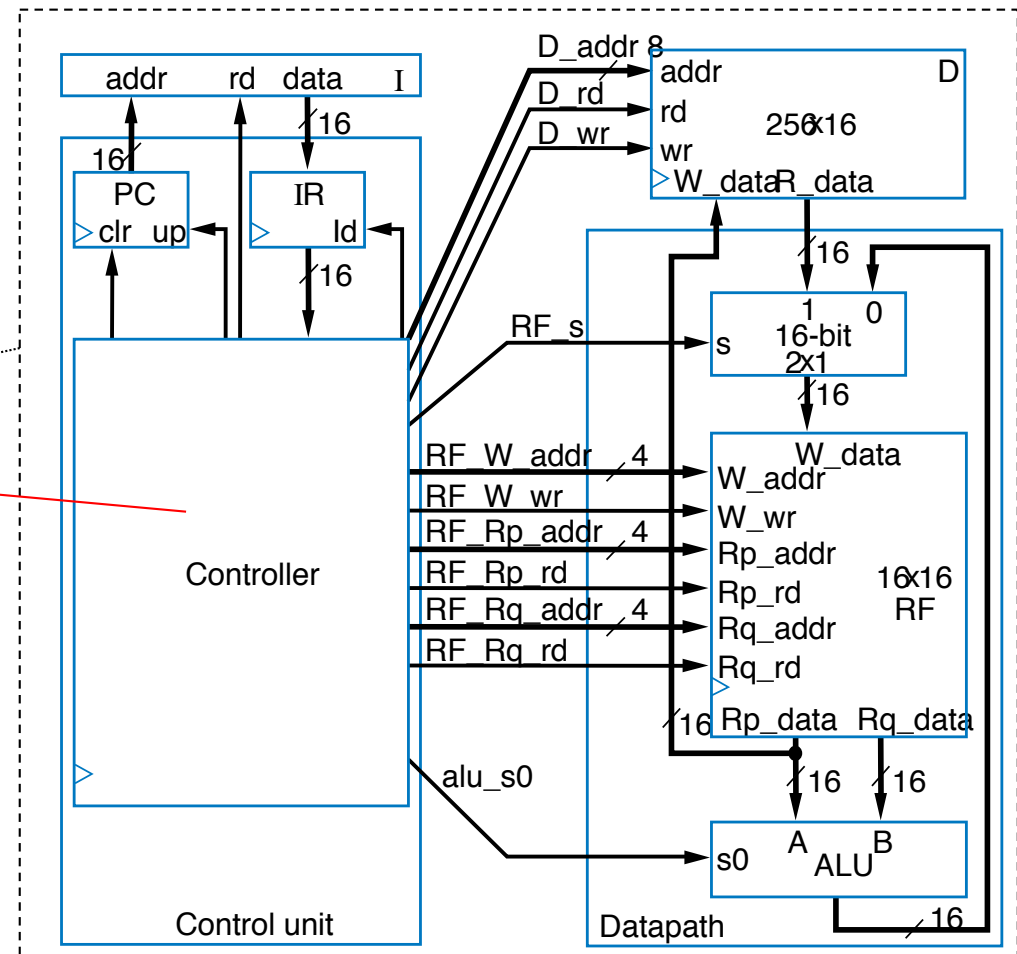 D_addr 8
addr rd data I
addr D
D_rd
rd
16
256x16
D_wr
wr
16
PC
IR
W_data R_data
clr up
ld
16
16
1 0
RF_s
s
16-bit
2x1
16
RF_W_addr 4
W_data
W_addr
RF_W_wr
W_wr
RF_Rp_addr 4
Rp_addr
Controller
RF_Rp_rd
Rp_rd
16x16
RF
RF_Rq_addr 4
Rq_addr
RF_Rq_rd
Rq_rd
16
Rp_data Rq_data
alu_s0
16
16
A B
s0
ALU
Control unit
Datapath
16